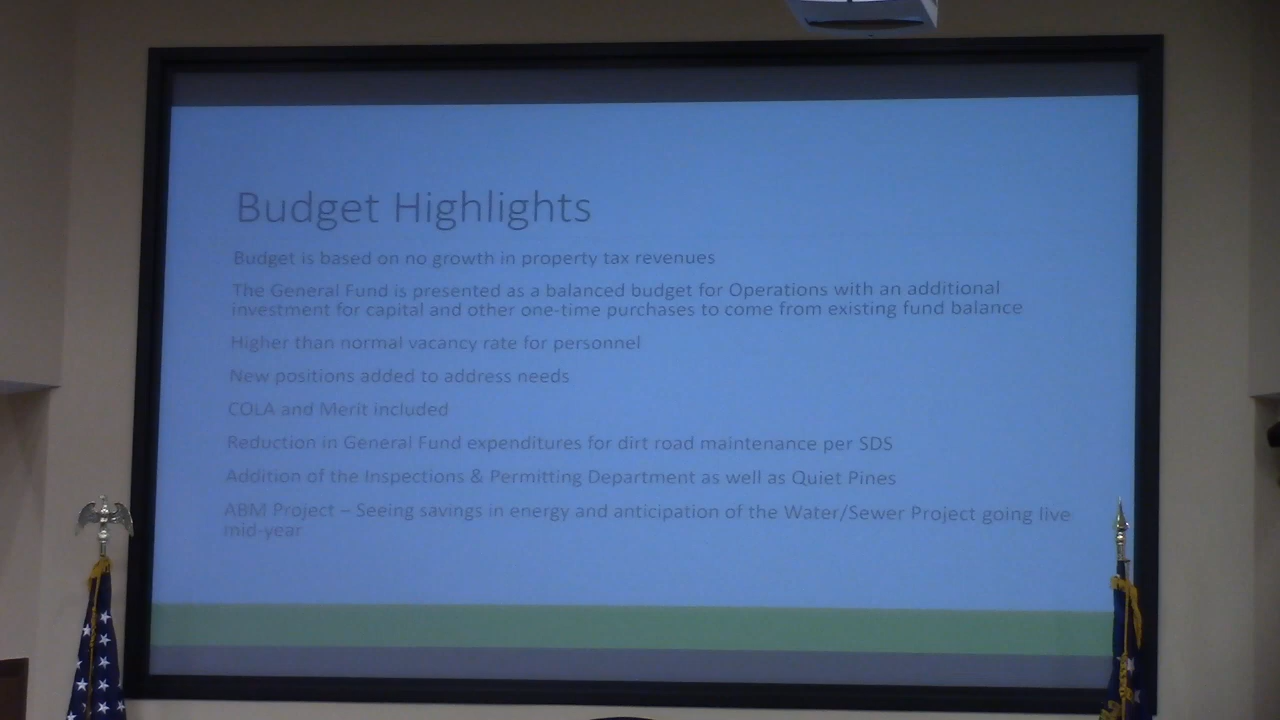 Budget Highlights
Budget is based on no growth in property tax revenues
The General Fund is presented as a balanced budget for Operations with an additional
investment for capital and other one-time purchases to come from existing fund balance
Higher than normal vacancy rate for personnel
New positions added to address needs
COLA and Merit included
Reduction in General Fund expenditures for dirt road maintenance per SDS
Addition of the Inspections & Permitting Department as well as Quiet Pines
ABM Project – Seeing savings in energy and anticipation of the Water/Sewer Project going live
mid-year